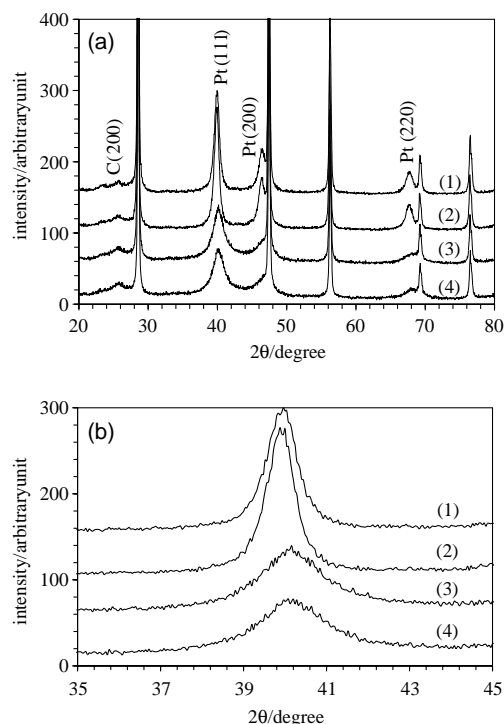 (a)
400
300
200
100
0
intensity/arbitraryunit
C(200)
Pt(111)
Pt(200)
Pt(220)
(1)
(2)
(3)
(4)
20 30 40 50 60 70 80
2θ/degree
(b)
300
200
100
0
intensity/arbitraryunit
(1)
(2)
(3)
(4)
35 37 39 41 43 45
2θ/degree